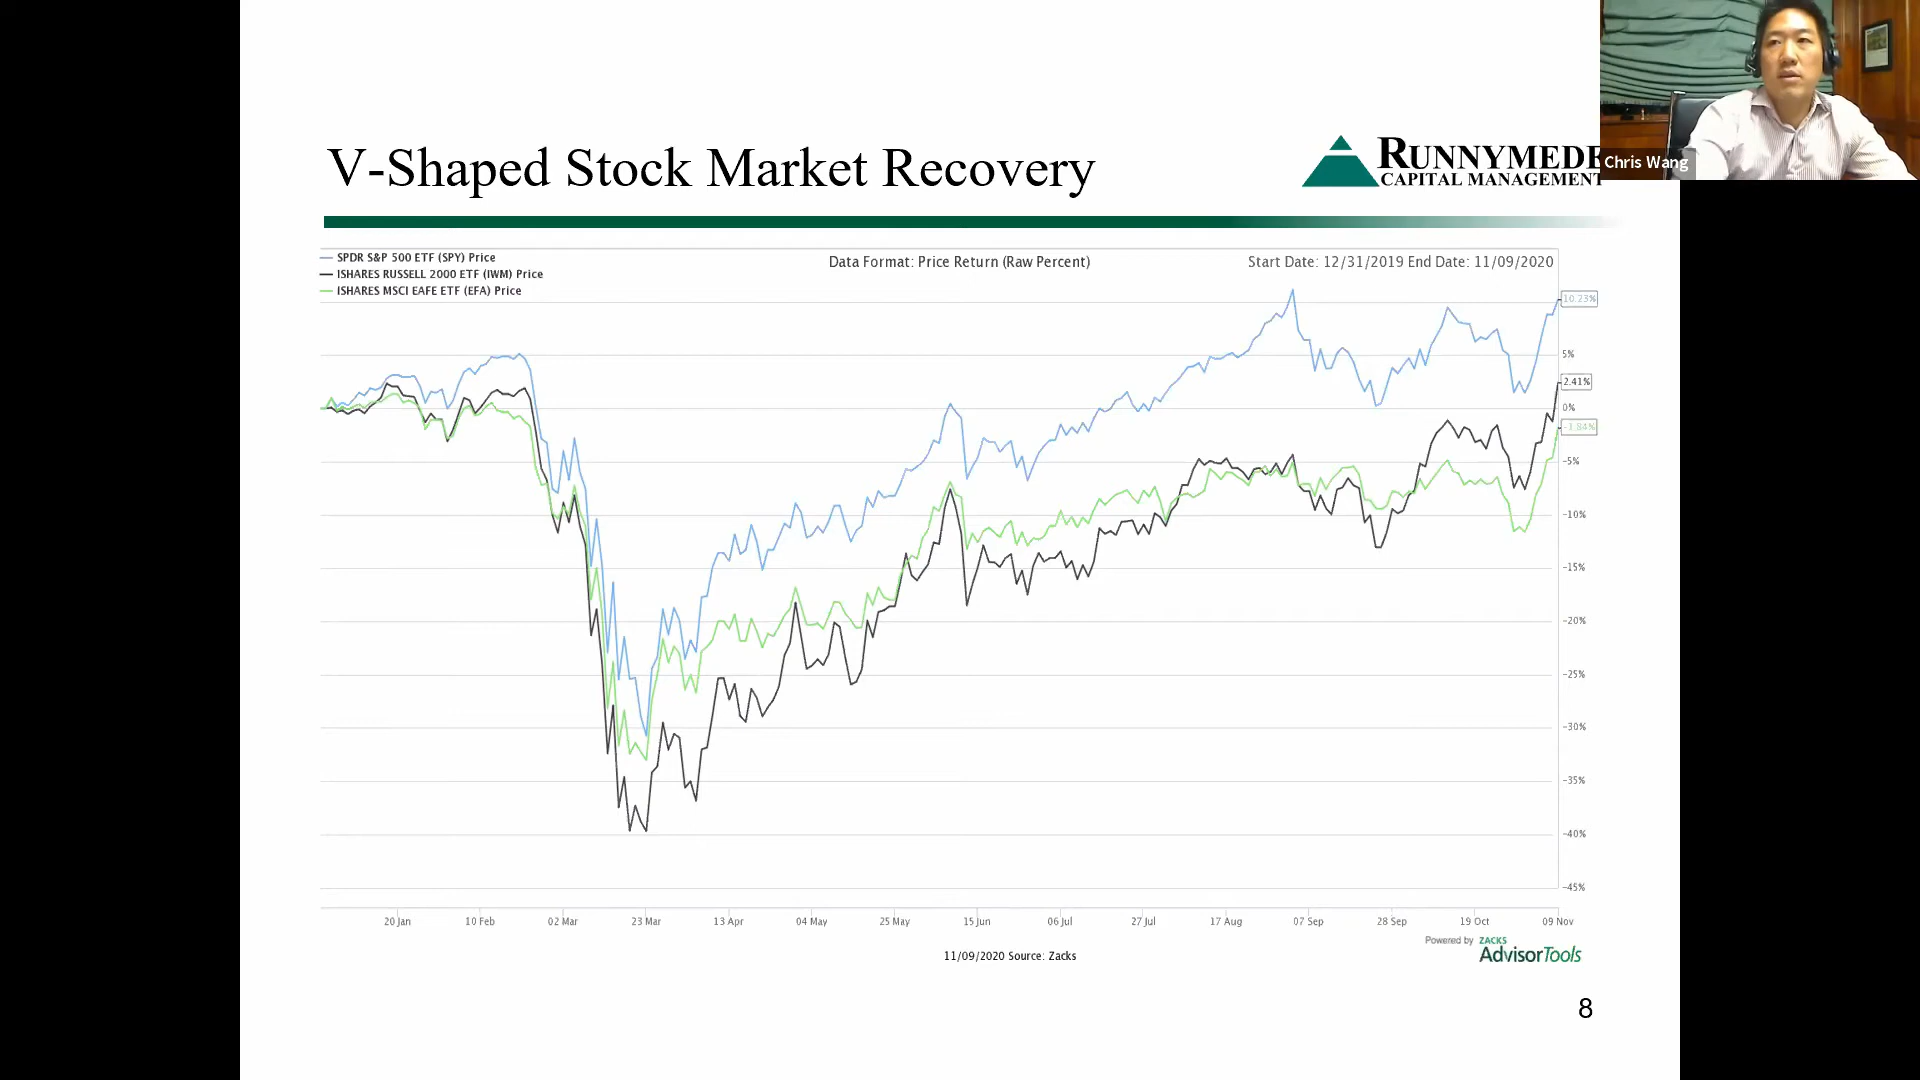 V-Shaped Stock Market Recovery
RUNNYMEDE
CAPITAL MANAGEMENT
Chris Wang
SPDR S&P 500 ETF (SPY) Price
ISHARES RUSSELL 2000 ETF (IWM) Price
ISHARES MSCI EAFE ETF (EFA) Price
Data Format: Price Return (Raw Percent)
Start Date: 12/31/2019 End Date: 11/09/2020
10.23%
5%
2.41%
0%
-1.84%
-5%
-10%
-15%
-20%
-25%
-30%
-35%
-40%
-45%
20 Jan 10 Feb 02 Mar 23 Mar 13 Apr 04 May 25 May 15 Jun 06 Jul 27 Jul 17 Aug 07 Sep 28 Sep 19 Oct 09 Nov
Powered by ZACKS
AdvisorTools
11/09/2020 Source: Zacks
8